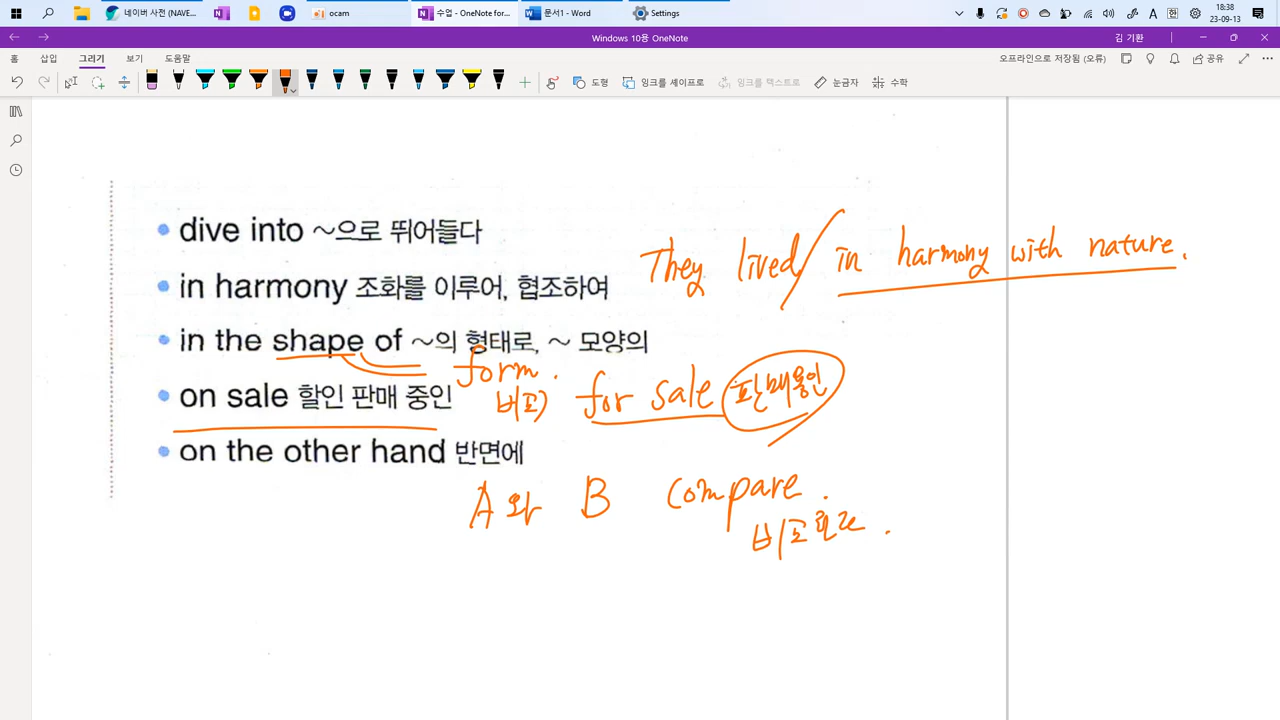 네이버 사전 (NAVE...
ocam
수업 - OneNote for...
문서1 - Word
Settings
A
한
18:38
23-09-13
Windows 10용 OneNote
김 기환
홈 삽입 그리기 보기 도움말
오프라인으로 저장됨 (오류)
공유
도형
잉크를 셰이프로
잉크를 텍스트로
눈금자
수학
dive into ~으로 뛰어들다
They lived / in harmony with nature.
in harmony 조화를 이루어, 협조하여
in the shape of ~의 형태로, ~ 모양의
form.
on sale 할인 판매 중인
비교) for sale 판매용인
on the other hand 반면에
A와 B compare.